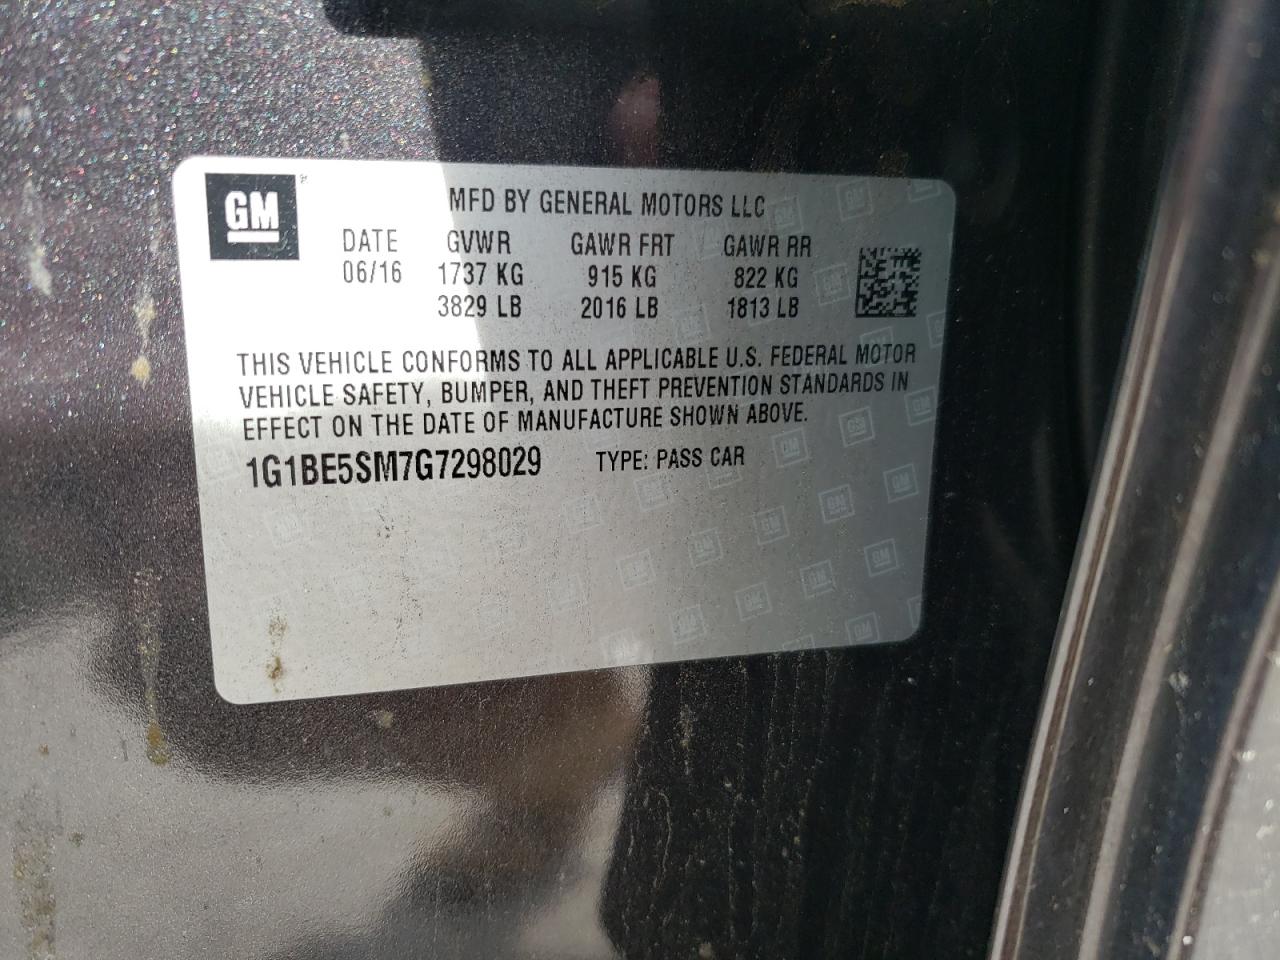 GM
MFD BY GENERAL MOTORS LLC
DATE GVWR GAWR FRT GAWR RR
06/16 1737 KG 915 KG 822 KG
3829 LB 2016 LB 1813 LB
THIS VEHICLE CONFORMS TO ALL APPLICABLE U.S. FEDERAL MOTOR
VEHICLE SAFETY, BUMPER, AND THEFT PREVENTION STANDARDS IN
EFFECT ON THE DATE OF MANUFACTURE SHOWN ABOVE.
1G1BE5SM7G7298029 TYPE: PASS CAR